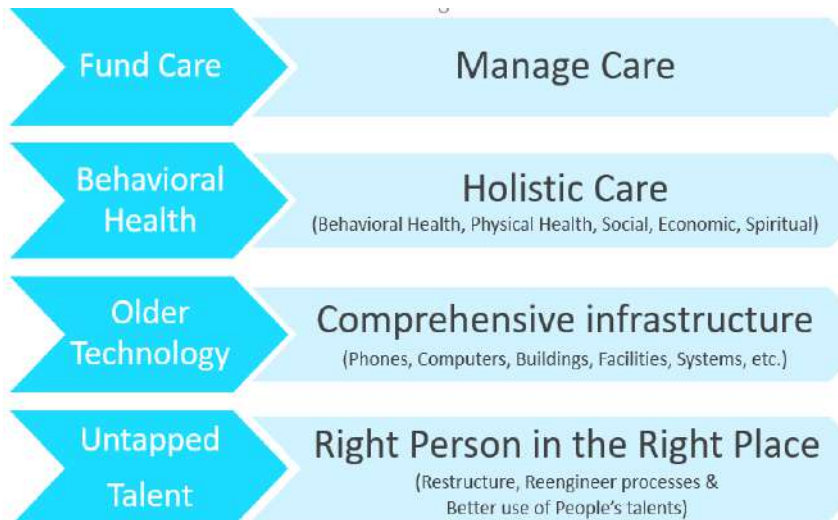 Fund Care
Manage Care
Behavioral
Health
Holistic Care
(Behavioral Health, Physical Health, Social, Economic, Spiritual)
Older
Technology
Comprehensive infrastructure
(Phones, Computers, Buildings, Facilities, Systems, etc.)
Untapped
Talent
Right Person in the Right Place
(Restructure, Reengineer processes &
Better use of People's talents)